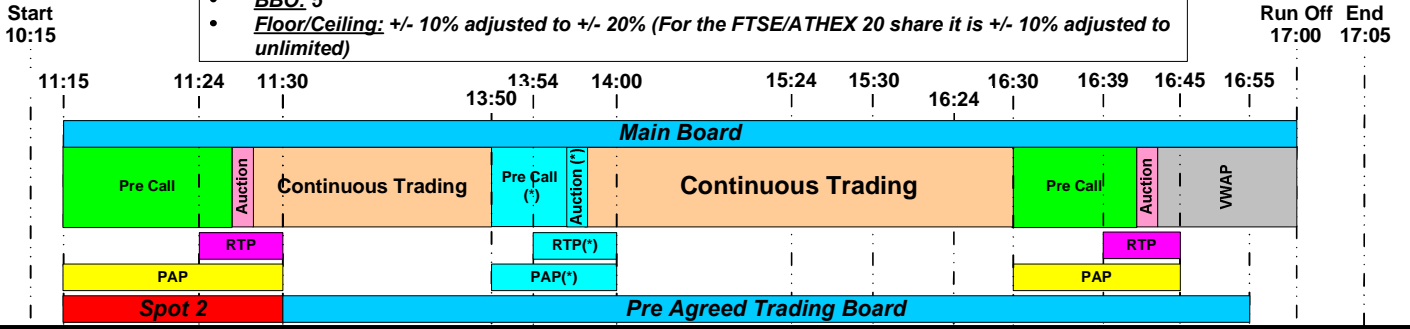 BBO: 5
Floor/Ceiling: +/- 10% adjusted to +/- 20% (For the FTSE/ATHEX 20 share it is +/- 10% adjusted to
unlimited)
Start
10:15
Run Off
17:00
End
17:05
11:15
11:24
11:30
13:50
13:54
14:00
15:24
15:30
16:24
16:30
16:39
16:45
16:55
Main Board
Pre Call
Auction
Continuous Trading
Pre Call
(*)
Auction (*)
Continuous Trading
Pre Call
Auction
VWAP
RTP
RTP(*)
RTP
PAP
PAP(*)
PAP
Spot 2
Pre Agreed Trading Board